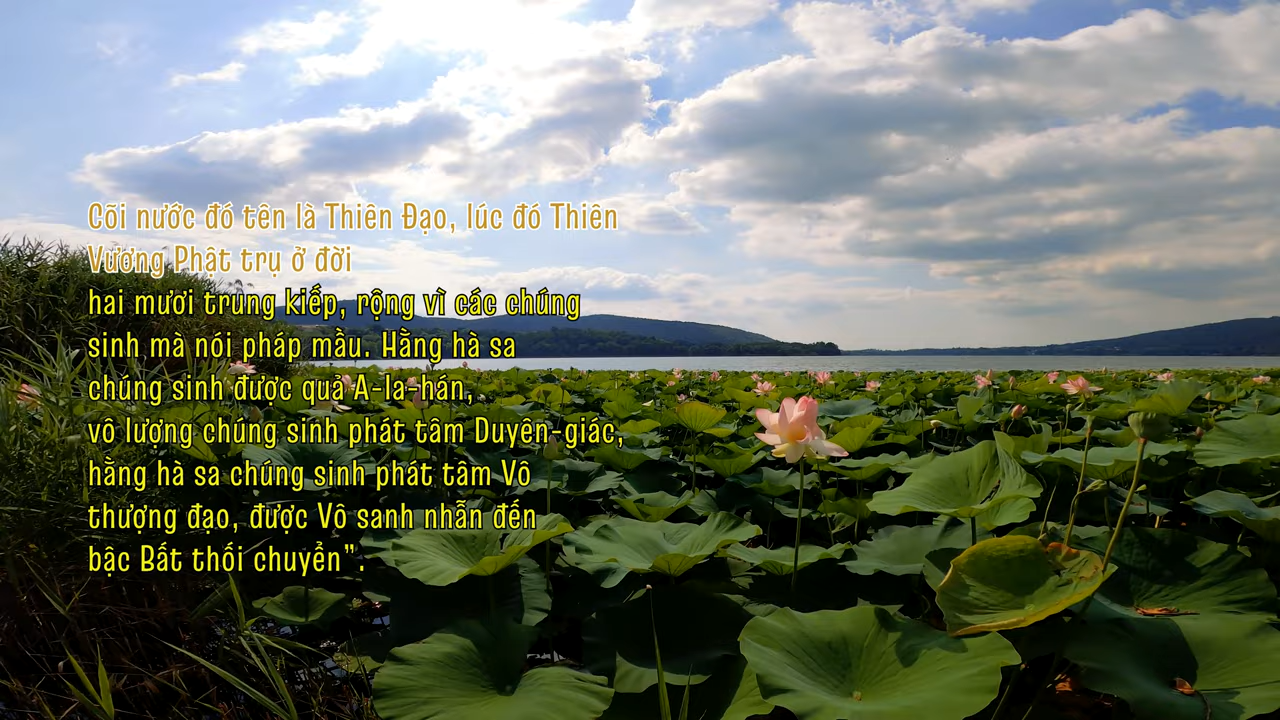 Cõi nước đó tên là Thiên Đạo, lúc đó Thiên
Vương Phật trụ ở đời
hai mươi trung kiếp, rộng vì các chúng
sinh mà nói pháp mầu. Hằng hà sa
chúng sinh được quả A-la-hán,
vô lượng chúng sinh phát tâm Duyên-giác,
hằng hà sa chúng sinh phát tâm Vô
thượng đạo, được Vô sanh nhẫn đến
bậc Bất thối chuyển”.